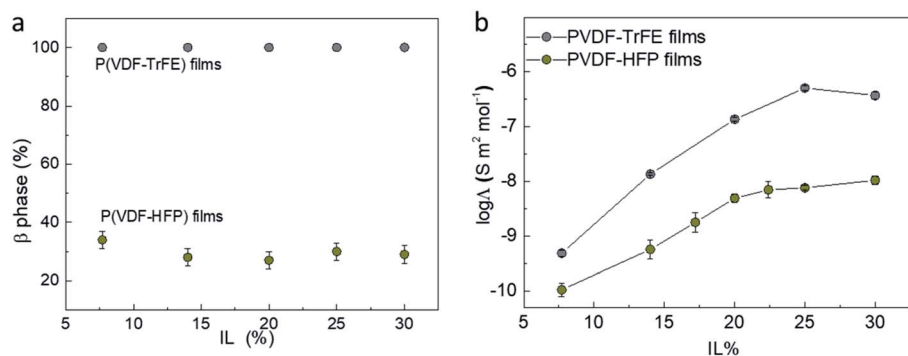 a
100
80
60
40
20
β phase (%)
P(VDF-TrFE) films
P(VDF-HFP) films
5 10 15 20 25 30
IL (%)
b
PVDF-TrFE films
PVDF-HFP films
-6
-7
-8
-9
-10
logΛ (S m² mol⁻¹)
5 10 15 20 25 30
IL%